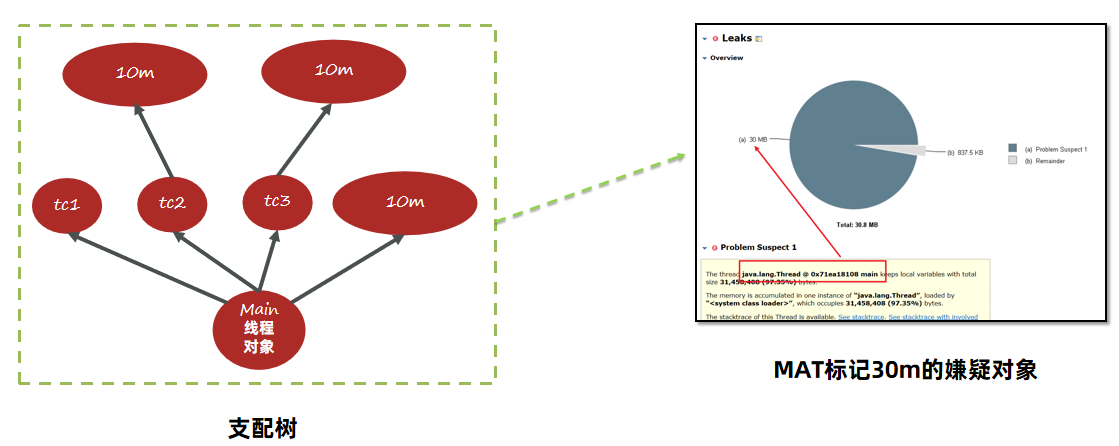 10m
10m
tc1
tc2
tc3
10m
Main
线程
对象
支配树
Leaks
Overview
(a) 30 MB
(b) 837.5 KB
(a) Problem Suspect 1
(b) Remainder
Total: 30.8 MB
Problem Suspect 1
The thread java.lang.Thread @ 0x71ea18108 main keeps local variables with total
size 31,458,408 (97.35%) bytes.
The memory is accumulated in one instance of "java.lang.Thread", loaded by
"<system class loader>", which occupies 31,458,408 (97.35%) bytes.
The stacktrace of this Thread is available. See stacktrace. See stacktrace with involved
MAT标记30m的嫌疑对象